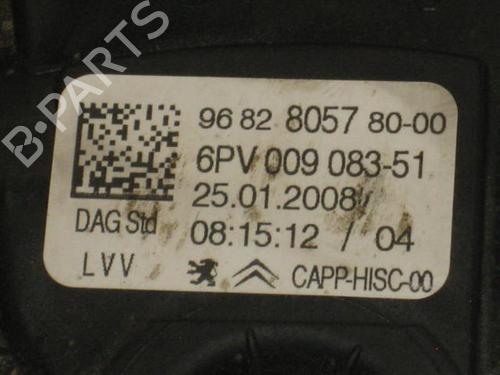 B-PARTS
96 82 8057 80-00
6PV 009 083-51
25.01.2008
DAG Std
08:15:12 / 04
LVV
CAPP-HISC-00